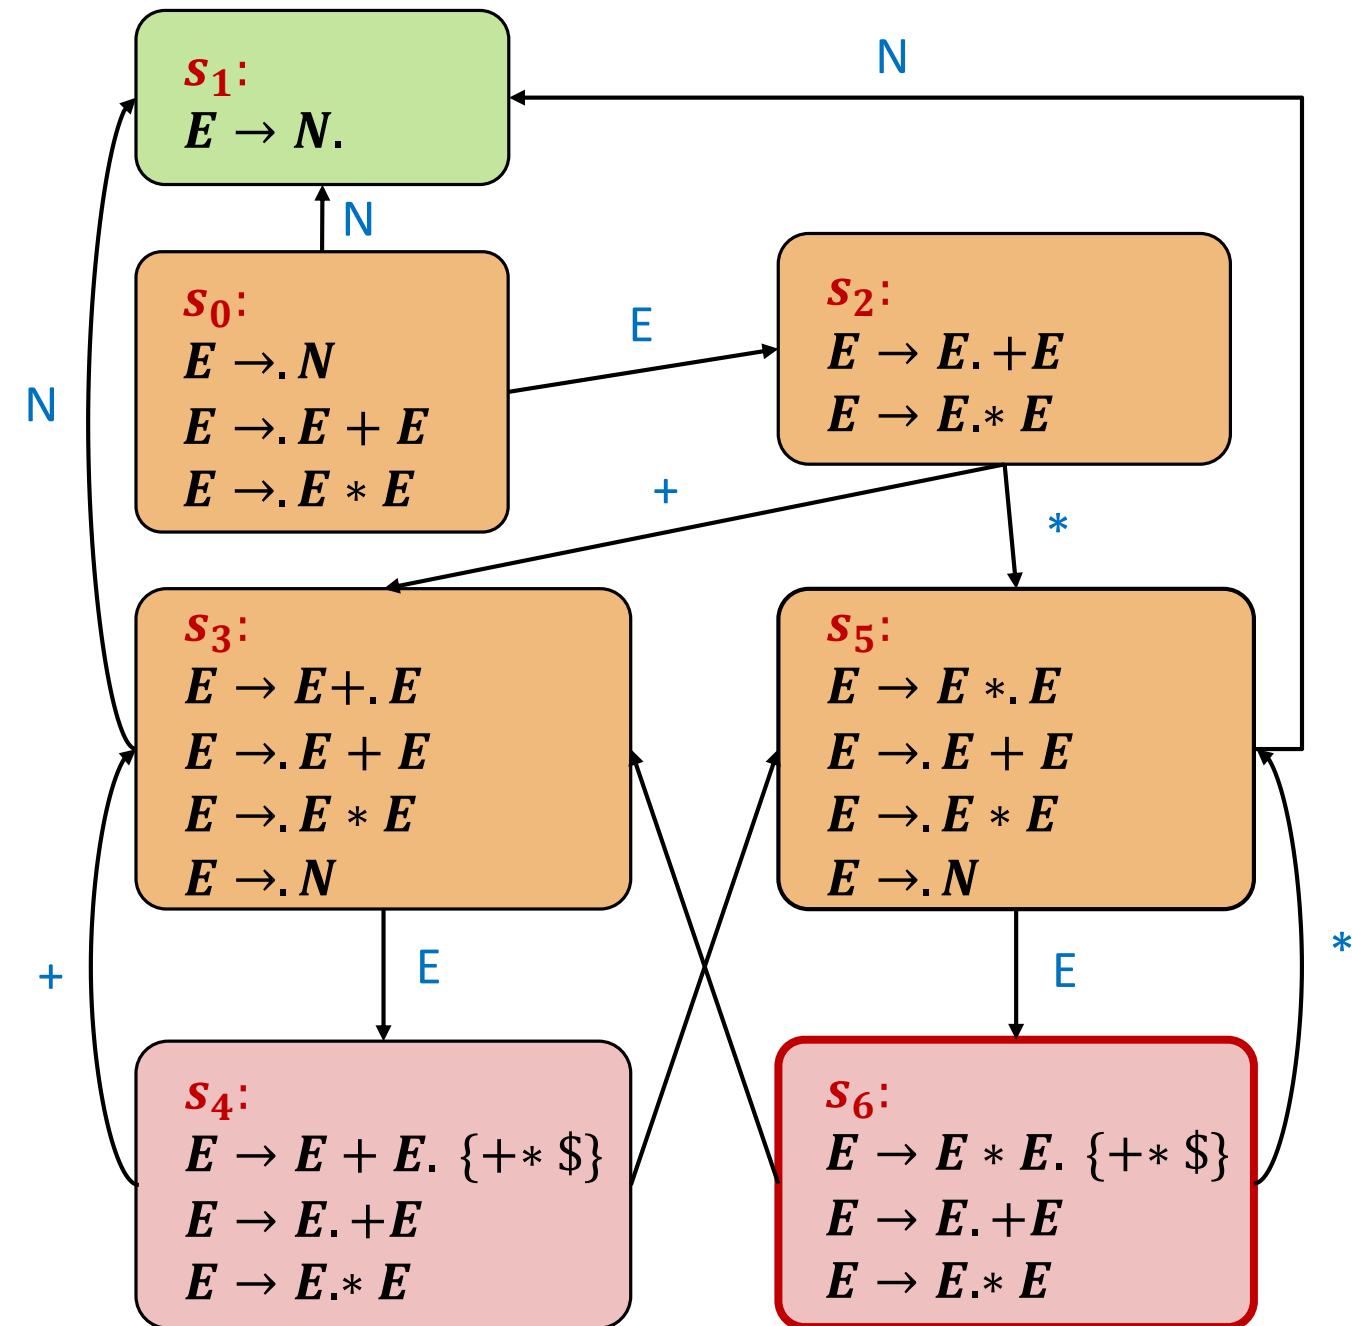 s₁:
E → N.
N
N
s₀:
E →. N
E →. E + E
E →. E * E
E
s₂:
E → E. +E
E → E.* E
N
+
*
s₃:
E → E+. E
E →. E + E
E →. E * E
E →. N
s₅:
E → E *. E
E →. E + E
E →. E * E
E →. N
+
E
E
*
s₄:
E → E + E. {+* $}
E → E. +E
E → E.* E
s₆:
E → E * E. {+* $}
E → E. +E
E → E.* E